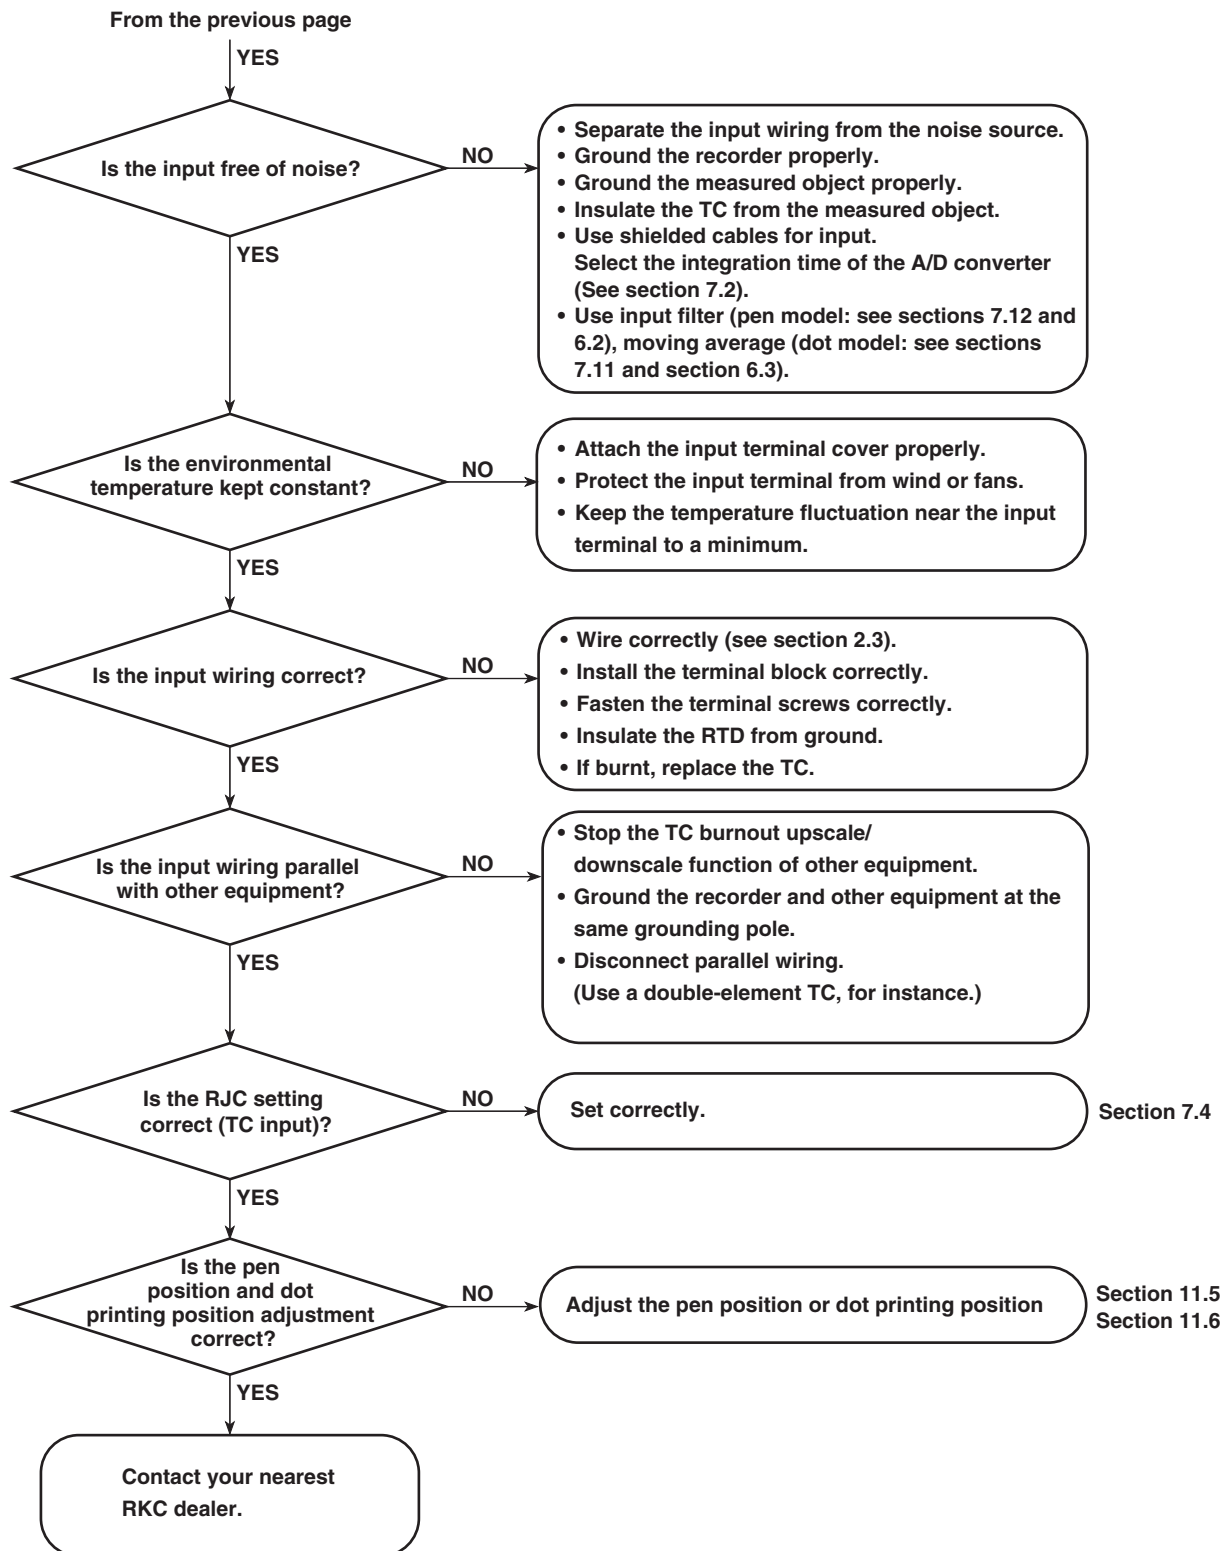 From the previous page
YES
Is the input free of noise?
NO
• Separate the input wiring from the noise source.
• Ground the recorder properly.
• Ground the measured object properly.
• Insulate the TC from the measured object.
• Use shielded cables for input.
Select the integration time of the A/D converter
(See section 7.2).
• Use input filter (pen model: see sections 7.12 and
6.2), moving average (dot model: see sections
7.11 and section 6.3).
YES
Is the environmental
temperature kept constant?
NO
• Attach the input terminal cover properly.
• Protect the input terminal from wind or fans.
• Keep the temperature fluctuation near the input
terminal to a minimum.
YES
Is the input wiring correct?
NO
• Wire correctly (see section 2.3).
• Install the terminal block correctly.
• Fasten the terminal screws correctly.
• Insulate the RTD from ground.
• If burnt, replace the TC.
YES
Is the input wiring parallel
with other equipment?
NO
• Stop the TC burnout upscale/
downscale function of other equipment.
• Ground the recorder and other equipment at the
same grounding pole.
• Disconnect parallel wiring.
(Use a double-element TC, for instance.)
YES
Is the RJC setting
correct (TC input)?
NO
Set correctly.
Section 7.4
YES
Is the pen
position and dot
printing position adjustment
correct?
NO
Adjust the pen position or dot printing position
Section 11.5
Section 11.6
YES
Contact your nearest
RKC dealer.